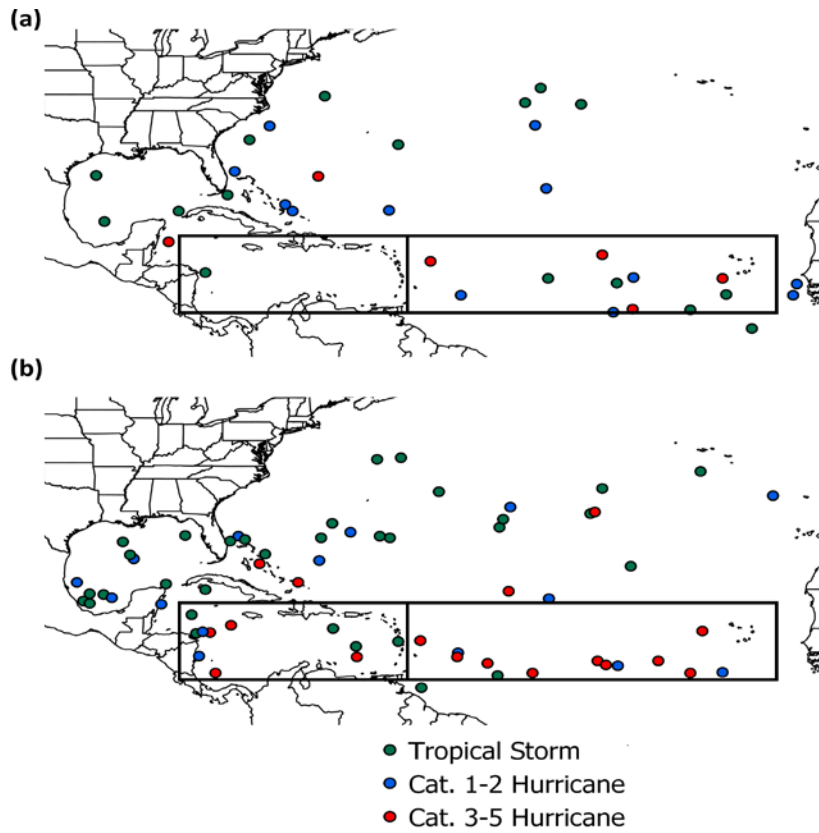 (a)
(b)
Tropical Storm
Cat. 1-2 Hurricane
Cat. 3-5 Hurricane